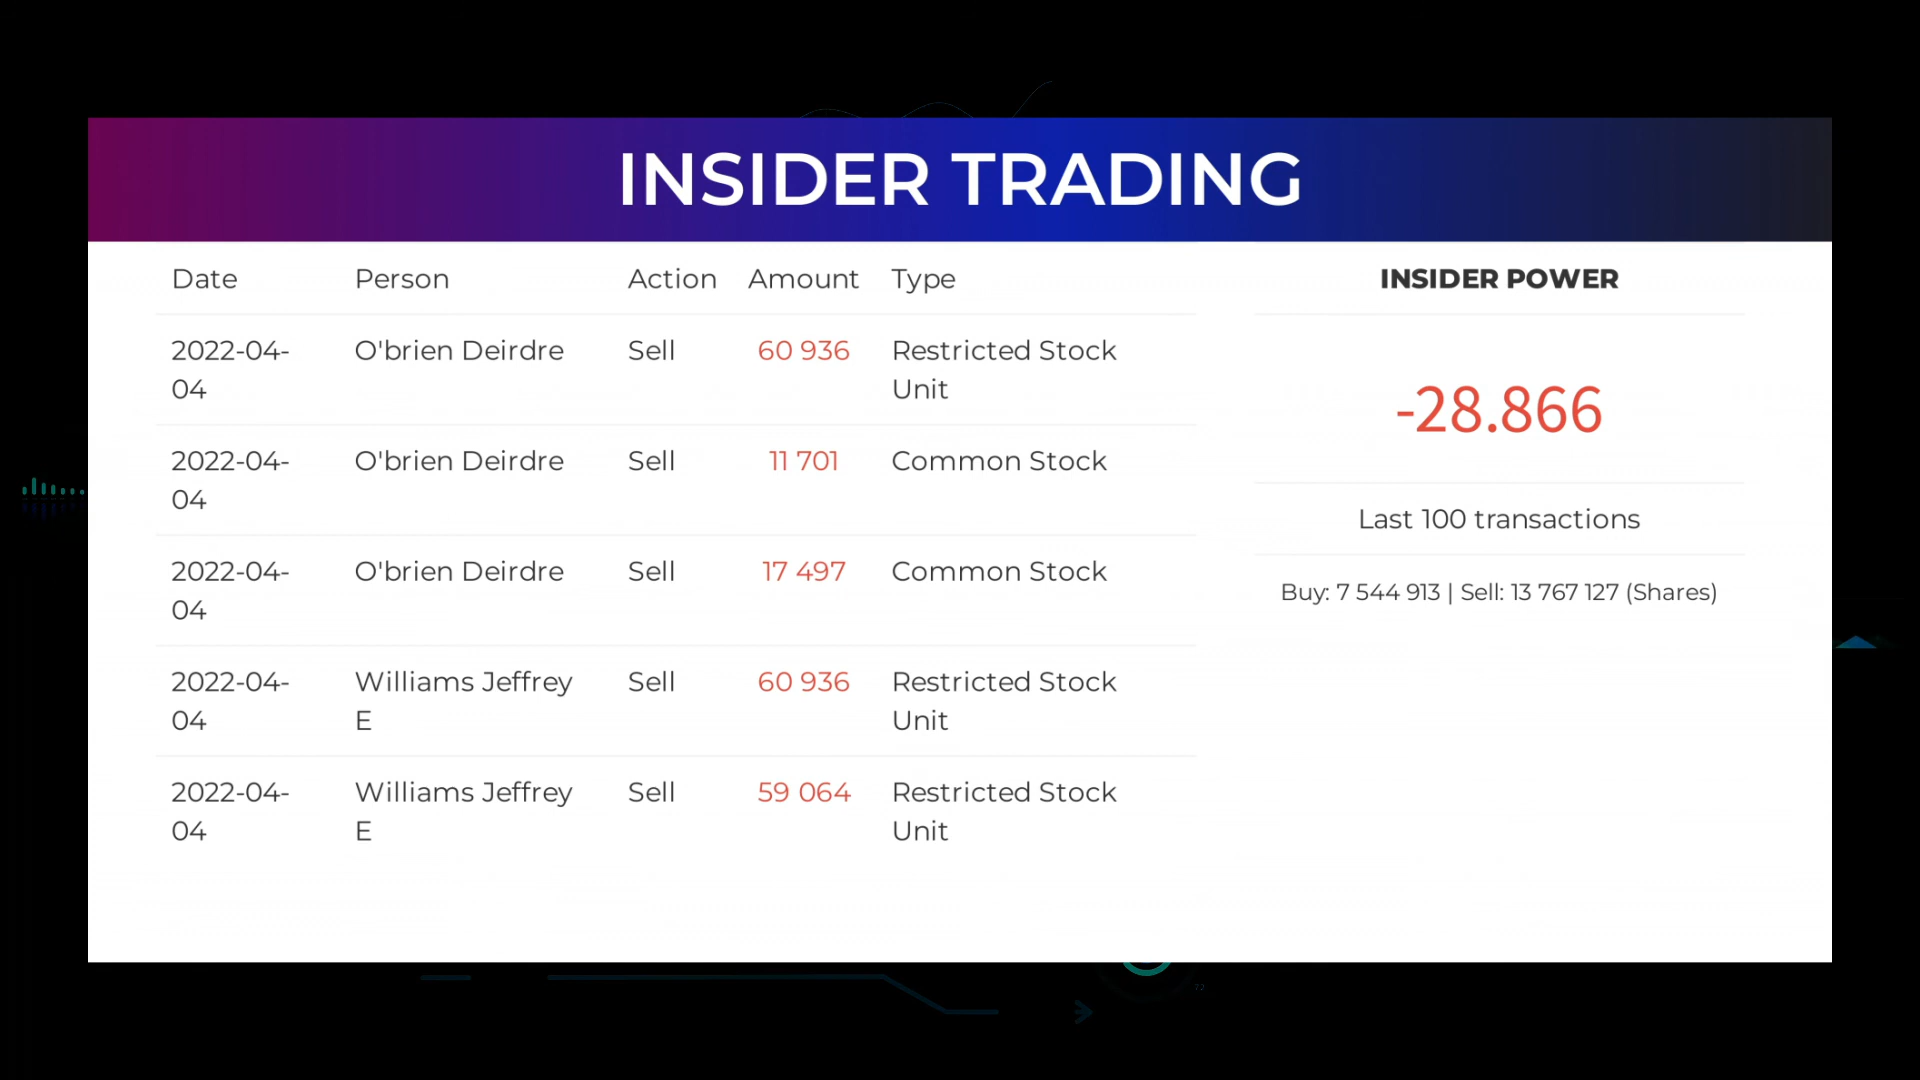 INSIDER TRADING
Date Person Action Amount Type
2022-04-
04 O'brien Deirdre Sell 60 936 Restricted Stock
Unit
2022-04-
04 O'brien Deirdre Sell 11 701 Common Stock
2022-04-
04 O'brien Deirdre Sell 17 497 Common Stock
2022-04-
04 Williams Jeffrey
E Sell 60 936 Restricted Stock
Unit
2022-04-
04 Williams Jeffrey
E Sell 59 064 Restricted Stock
Unit
INSIDER POWER
-28.866
Last 100 transactions
Buy: 7 544 913 | Sell: 13 767 127 (Shares)